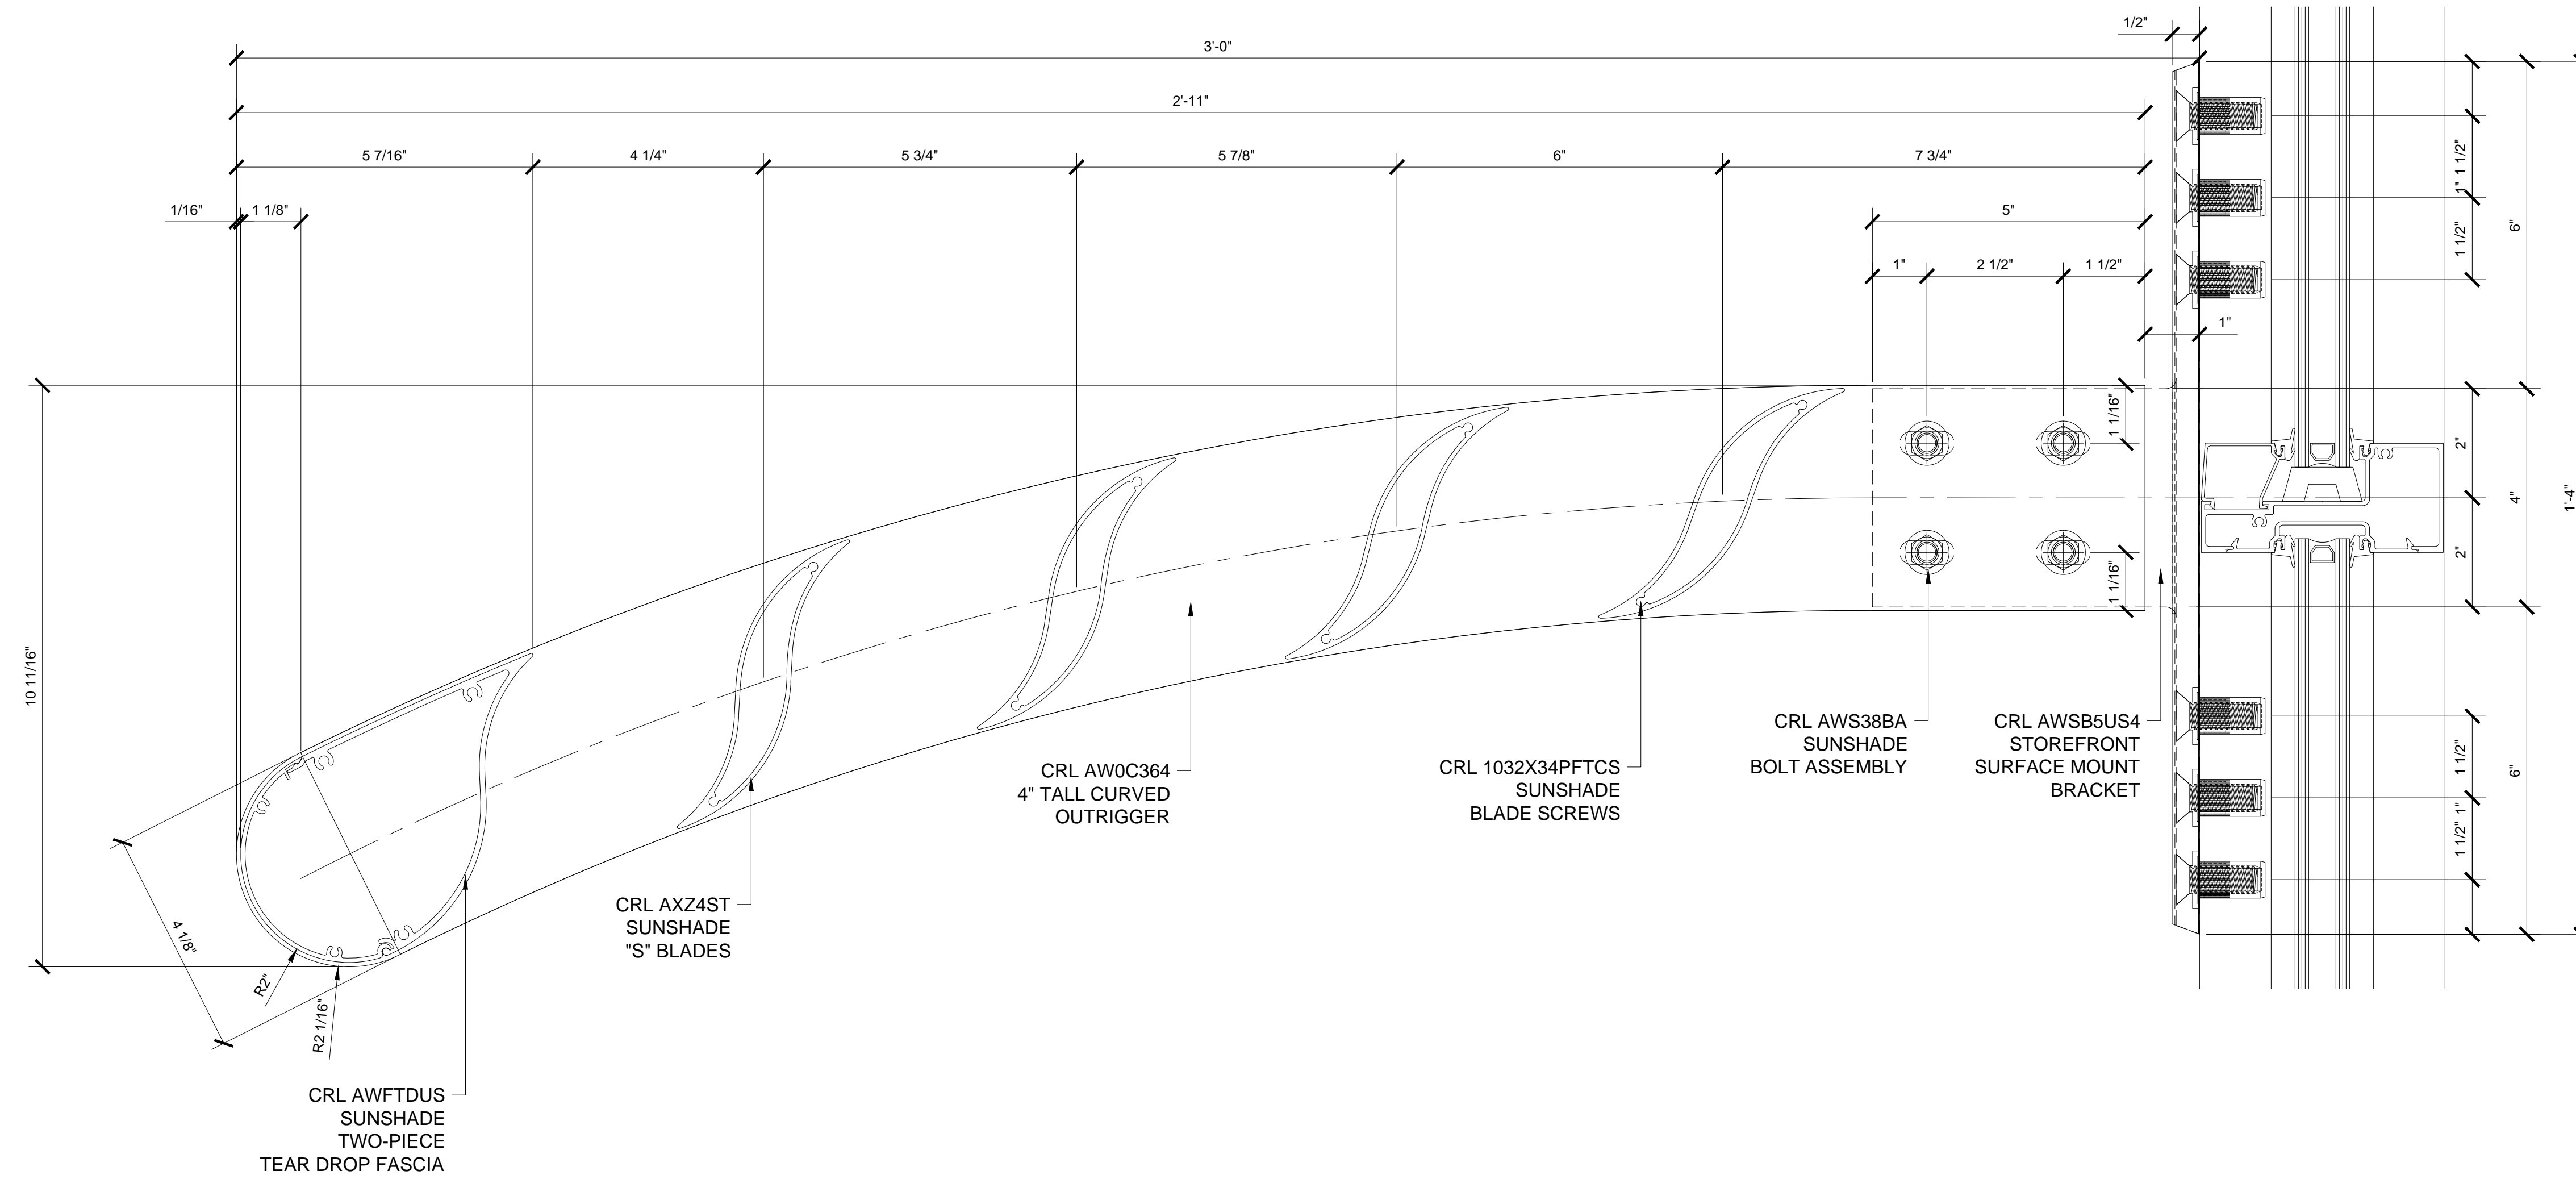 1/2"
3'-0"
2'-11"
5 7/16"
4 1/4"
5 3/4"
5 7/8"
6"
7 3/4"
1/16"
1 1/8"
5"
1"
2 1/2"
1 1/2"
1"
1 1/2"
1"
1 1/2"
6"
1 1/16"
1 1/16"
2"
2"
4"
1'-4"
10 11/16"
4 1/8"
R2"
R2 1/16"
1 1/2"
1"
1 1/2"
6"
CRL AWFTDUS
SUNSHADE
TWO-PIECE
TEAR DROP FASCIA
CRL AXZ4ST
SUNSHADE
"S" BLADES
CRL AW0C364
4" TALL CURVED
OUTRIGGER
CRL 1032X34PFTCS
SUNSHADE
BLADE SCREWS
CRL AWS38BA
SUNSHADE
BOLT ASSEMBLY
CRL AWSB5US4
STOREFRONT
SURFACE MOUNT
BRACKET